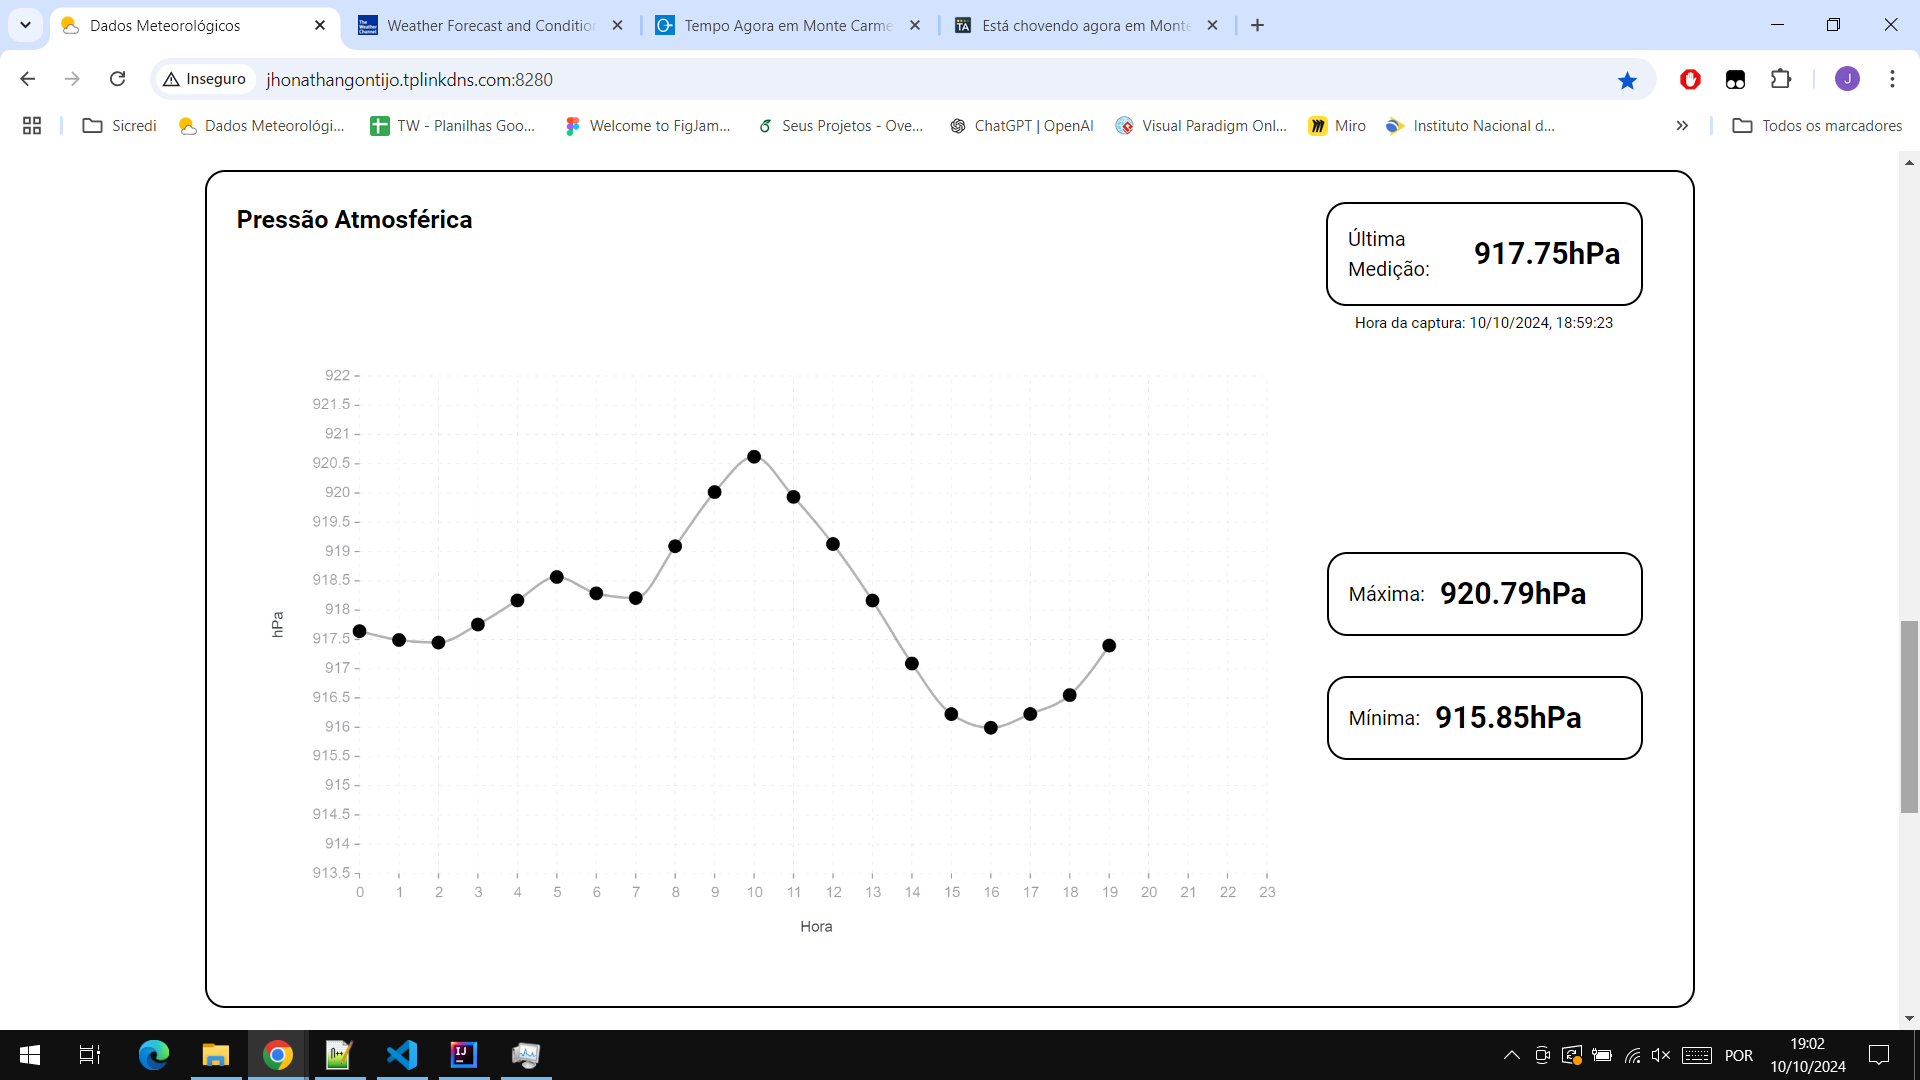 Dados Meteorológicos
Weather Forecast and Conditior
Tempo Agora em Monte Carme
Está chovendo agora em Monte
Inseguro
jhonathangontijo.tplinkdns.com:8280
J
Sicredi
Dados Meteorológi...
TW - Planilhas Goo...
Welcome to FigJam...
Seus Projetos - Ove...
ChatGPT | OpenAI
Visual Paradigm Onl...
Miro
Instituto Nacional d...
Todos os marcadores
Pressão Atmosférica
Última
Medição:
917.75hPa
Hora da captura: 10/10/2024, 18:59:23
922
921.5
921
920.5
920
919.5
919
918.5
918
917.5
917
916.5
916
915.5
915
914.5
914
913.5
hPa
0 1 2 3 4 5 6 7 8 9 10 11 12 13 14 15 16 17 18 19 20 21 22 23
Hora
Máxima: 920.79hPa
Mínima: 915.85hPa
POR
19:02
10/10/2024